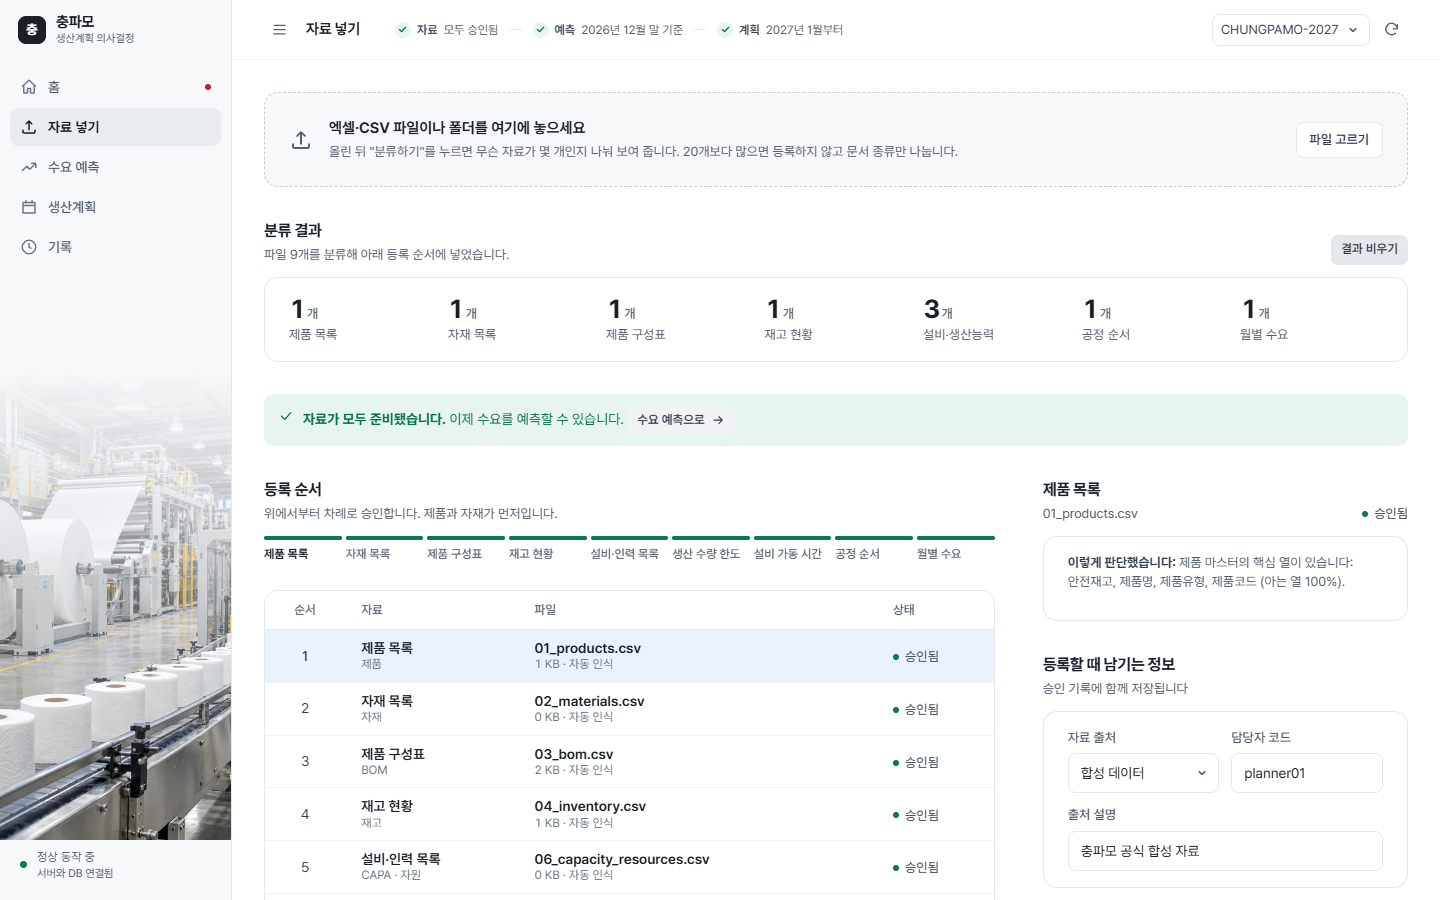 충
충파모
생산계획 의사결정
홈
자료 넣기
수요 예측
생산계획
기록
정상 동작 중
서버와 DB 연결됨
자료 넣기
자료 모두 승인됨
예측 2026년 12월 말 기준
계획 2027년 1월부터
CHUNGPAMO-2027
엑셀·CSV 파일이나 폴더를 여기에 놓으세요
올린 뒤 "분류하기"를 누르면 무슨 자료가 몇 개인지 나눠 보여 줍니다. 20개보다 많으면 등록하지 않고 문서 종류만 나눕니다.
파일 고르기
분류 결과
파일 9개를 분류해 아래 등록 순서에 넣었습니다.
결과 비우기
1개
제품 목록
1개
자재 목록
1개
제품 구성표
1개
재고 현황
3개
설비·생산능력
1개
공정 순서
1개
월별 수요
자료가 모두 준비됐습니다. 이제 수요를 예측할 수 있습니다. 수요 예측으로 →
등록 순서
위에서부터 차례로 승인합니다. 제품과 자재가 먼저입니다.
제품 목록
자재 목록
제품 구성표
재고 현황
설비·인력 목록
생산 수량 한도
설비 가동 시간
공정 순서
월별 수요
순서 자료 파일 상태
1 제품 목록 01_products.csv 승인됨
제품 1 KB · 자동 인식
2 자재 목록 02_materials.csv 승인됨
자재 0 KB · 자동 인식
3 제품 구성표 03_bom.csv 승인됨
BOM 2 KB · 자동 인식
4 재고 현황 04_inventory.csv 승인됨
재고 1 KB · 자동 인식
5 설비·인력 목록 06_capacity_resources.csv 승인됨
CAPA · 자원 0 KB · 자동 인식
제품 목록
01_products.csv 승인됨
이렇게 판단했습니다: 제품 마스터의 핵심 열이 있습니다:
안전재고, 제품명, 제품유형, 제품코드 (아는 열 100%).
등록할 때 남기는 정보
승인 기록에 함께 저장됩니다
자료 출처
합성 데이터
담당자 코드
planner01
출처 설명
충파모 공식 합성 자료